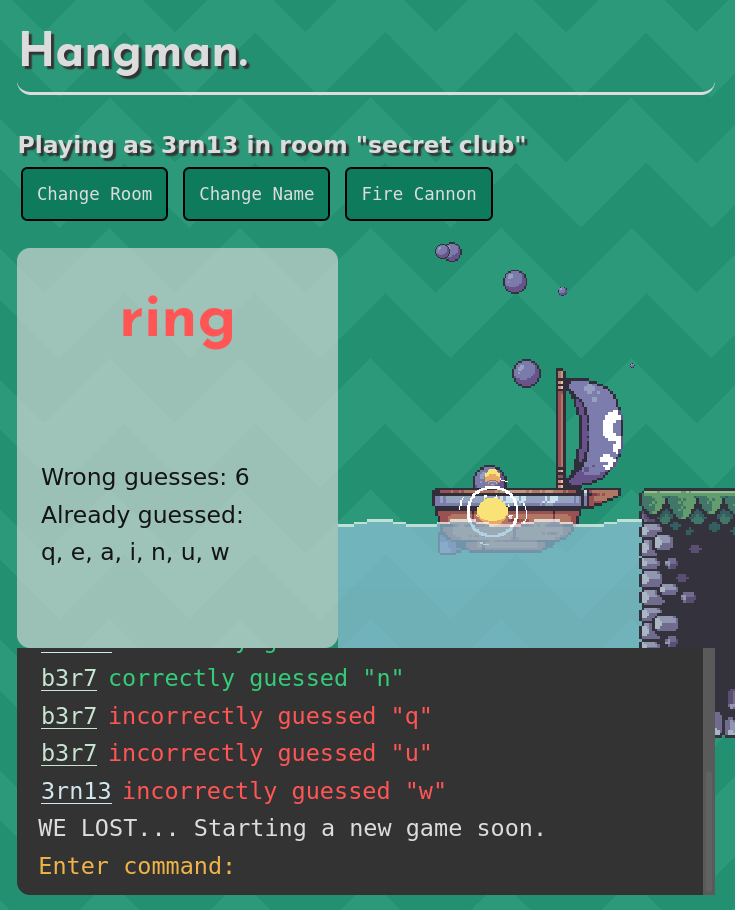 Hangman.
Playing as 3rn13 in room "secret club"
Change Room
Change Name
Fire Cannon
ring
Wrong guesses: 6
Already guessed:
q, e, a, i, n, u, w
b3r7 correctly guessed "n"
b3r7 incorrectly guessed "q"
b3r7 incorrectly guessed "u"
3rn13 incorrectly guessed "w"
WE LOST... Starting a new game soon.
Enter command: